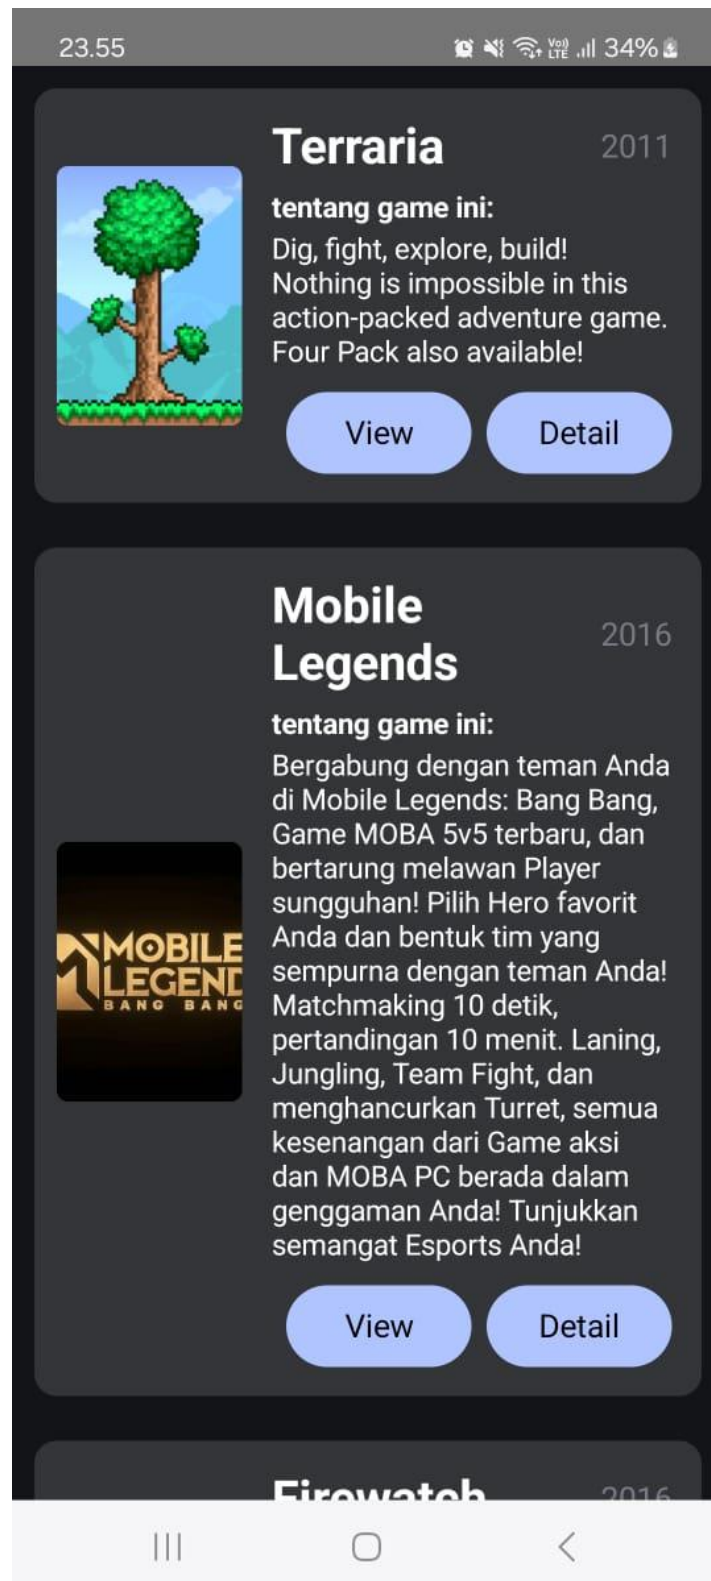 23.55
Vo)) LTE 34%
Terraria 2011
tentang game ini:
Dig, fight, explore, build!
Nothing is impossible in this
action-packed adventure game.
Four Pack also available!
View Detail
Mobile
Legends
2016
tentang game ini:
Bergabung dengan teman Anda
di Mobile Legends: Bang Bang,
Game MOBA 5v5 terbaru, dan
bertarung melawan Player
sungguhan! Pilih Hero favorit
Anda dan bentuk tim yang
sempurna dengan teman Anda!
Matchmaking 10 detik,
pertandingan 10 menit. Laning,
Jungling, Team Fight, dan
menghancurkan Turret, semua
kesenangan dari Game aksi
dan MOBA PC berada dalam
genggaman Anda! Tunjukkan
semangat Esports Anda!
MOBILE
LEGEND
BANG BANG
View Detail
Firewatch 2016